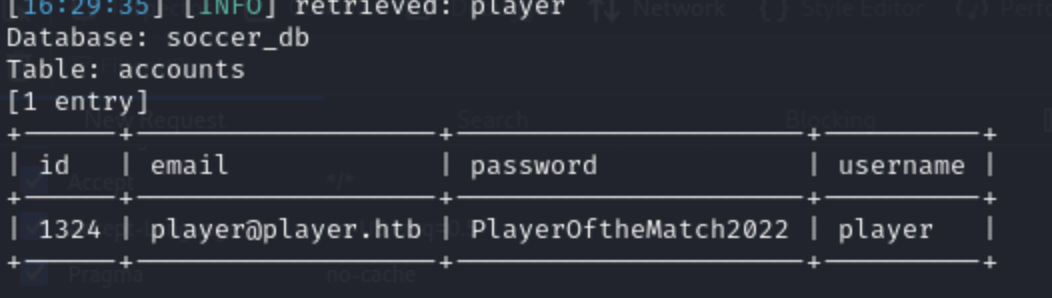 [16:29:35] [INFO] retrieved: player
Network
{} Style Editor
Database: soccer_db
Table: accounts
[1 entry]
New Request
Search
Blocking
| id | email | password | username |
Accept
*/*
| 1324 | player@player.htb | PlayerOftheMatch2022 | player |
Pragma
no-cache